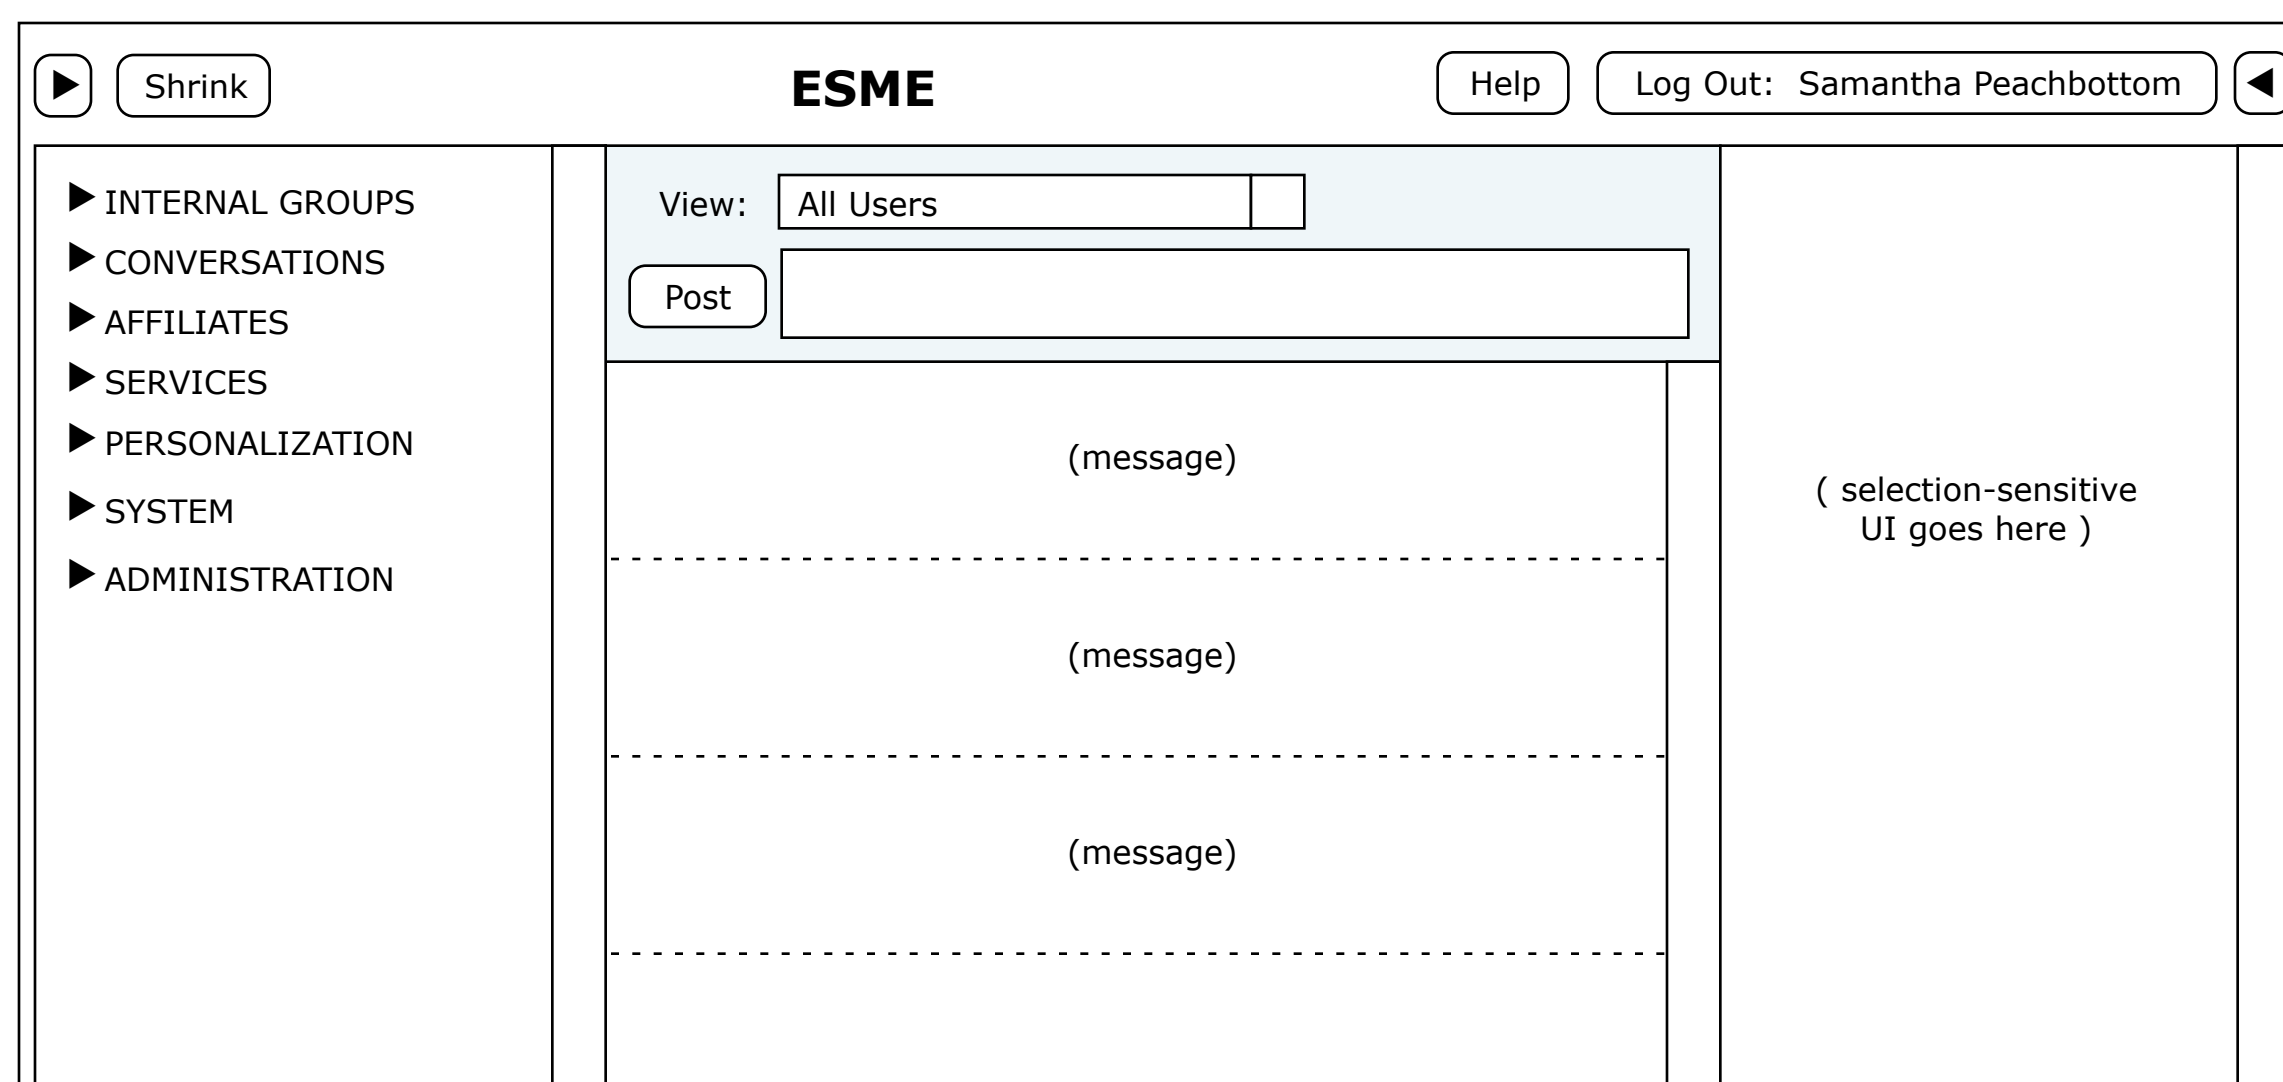 Shrink
ESME
Help
Log Out: Samantha Peachbottom
INTERNAL GROUPS
CONVERSATIONS
AFFILIATES
SERVICES
PERSONALIZATION
SYSTEM
ADMINISTRATION
View:
All Users
Post
(message)
(message)
(message)
( selection-sensitive
UI goes here )